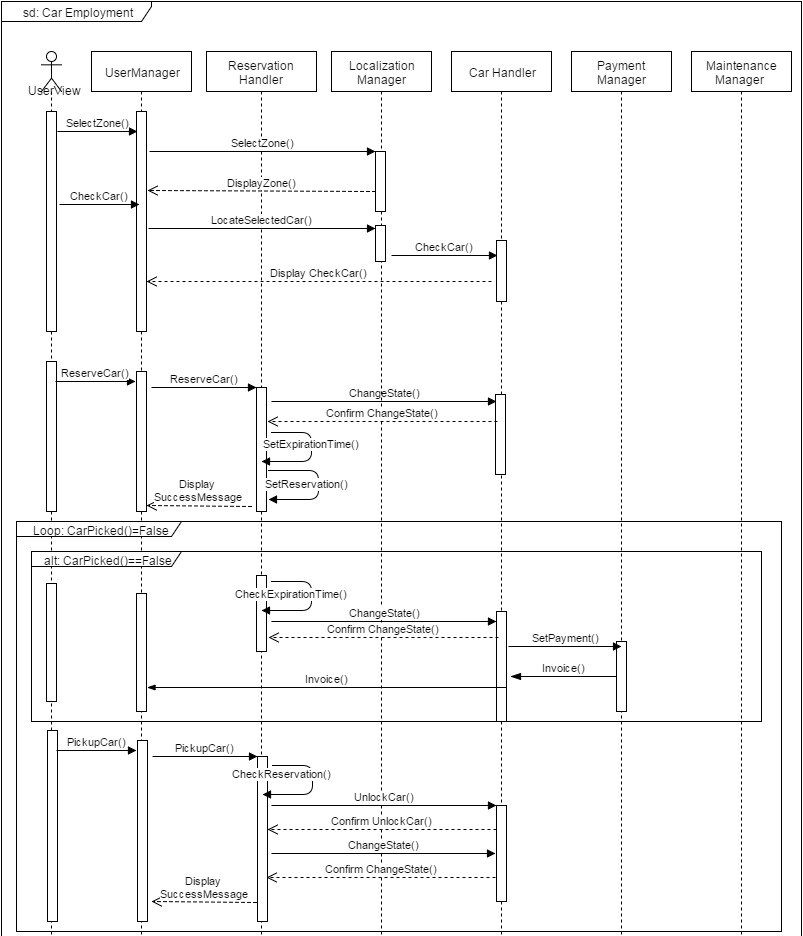 sd: Car Employment
UserView
UserManager
Reservation
Handler
Localization
Manager
Car Handler
Payment
Manager
Maintenance
Manager
SelectZone()
SelectZone()
DisplayZone()
CheckCar()
LocateSelectedCar()
CheckCar()
Display CheckCar()
ReserveCar()
ReserveCar()
ChangeState()
Confirm ChangeState()
SetExpirationTime()
SetReservation()
Display
SuccessMessage
Loop: CarPicked()=False
alt: CarPicked()==False
CheckExpirationTime()
ChangeState()
Confirm ChangeState()
SetPayment()
Invoice()
Invoice()
PickupCar()
PickupCar()
CheckReservation()
UnlockCar()
Confirm UnlockCar()
ChangeState()
Confirm ChangeState()
Display
SuccessMessage